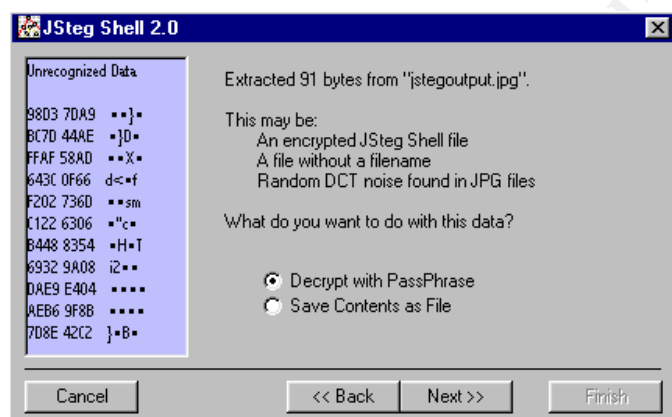 JSteg Shell 2.0
Unrecognized Data
98D3 7DA9 ▪▪}▪
BC7D 44AE ▪}D▪
FFAF 58AD ▪▪X▪
643C 0F66 d<▪f
F202 736D ▪▪sm
C122 6306 ▪"c▪
B448 8354 ▪H▪T
6932 9A08 i2▪▪
DAE9 E404 ▪▪▪▪
AEB6 9F8B ▪▪▪▪
7D8E 42C2 }▪B▪
Extracted 91 bytes from "jstegoutput.jpg".
This may be:
An encrypted JSteg Shell file
A file without a filename
Random DCT noise found in JPG files
What do you want to do with this data?
Decrypt with PassPhrase
Save Contents as File
Cancel
<< Back
Next >>
Finish